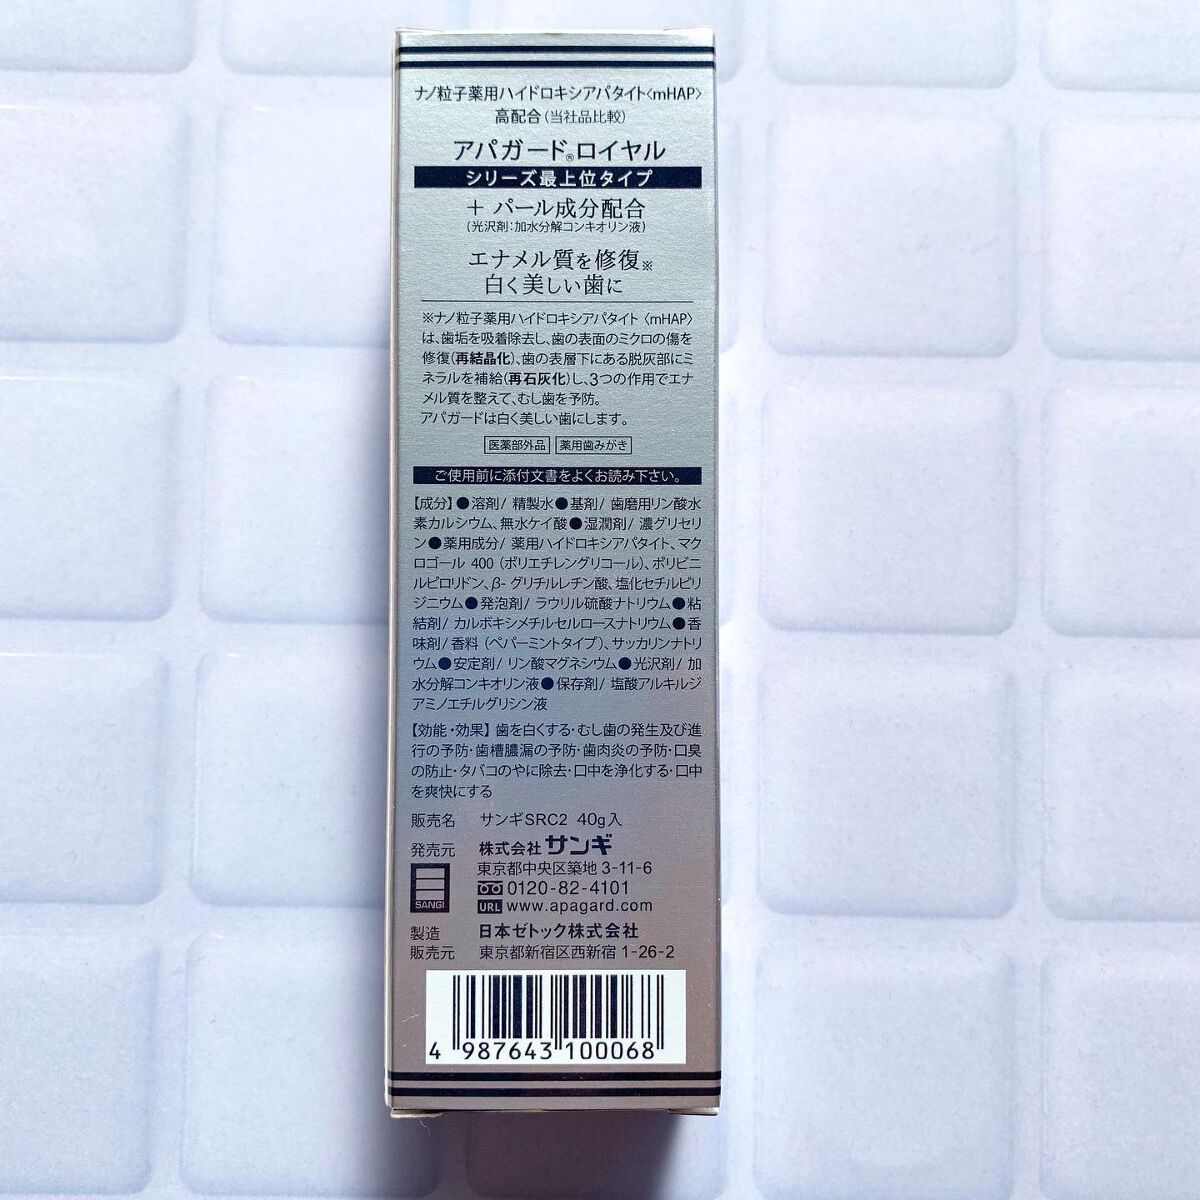 ナノ粒子薬用ハイドロキシアパタイト〈mHAP〉
高配合(当社品比較)
アパガード®ロイヤル
シリーズ最上位タイプ
＋ パール成分配合
(光沢剤:加水分解コンキオリン液)
エナメル質を修復※
白く美しい歯に
※ナノ粒子薬用ハイドロキシアパタイト〈mHAP〉
は、歯垢を吸着除去し、歯の表面のミクロの傷を
修復(再結晶化)、歯の表層下にある脱灰部にミ
ネラルを補給(再石灰化)し、3つの作用でエナ
メル質を整えて、むし歯を予防。
アパガードは白く美しい歯にします。
医薬部外品 薬用歯みがき
ご使用前に添付文書をよくお読み下さい。
【成分】●溶剤/ 精製水●基剤/ 歯磨用リン酸水
素カルシウム、無水ケイ酸●湿潤剤/ 濃グリセリ
ン●薬用成分/ 薬用ハイドロキシアパタイト、マク
ロゴール 400 (ポリエチレングリコール)、ポリビニ
ルピロリドン、β- グリチルレチン酸、塩化セチルピリ
ジニウム●発泡剤/ ラウリル硫酸ナトリウム●粘
結剤/ カルボキシメチルセルロースナトリウム●香
味剤/ 香料 (ペパーミントタイプ)、サッカリンナトリ
ウム●安定剤/ リン酸マグネシウム●光沢剤/ 加
水分解コンキオリン液●保存剤/ 塩酸アルキルジ
アミノエチルグリシン液
【効能・効果】歯を白くする・むし歯の発生及び進
行の予防・歯槽膿漏の予防・歯肉炎の予防・口臭
の防止・タバコのやに除去・口中を浄化する・口中
を爽快にする
販売名 サンギSRC2 40g入
発売元 株式会社 サンギ
東京都中央区築地 3-11-6
0120-82-4101
SANGI URL www.apagard.com
製造 日本ゼトック株式会社
販売元 東京都新宿区西新宿 1-26-2
4 987643 100068